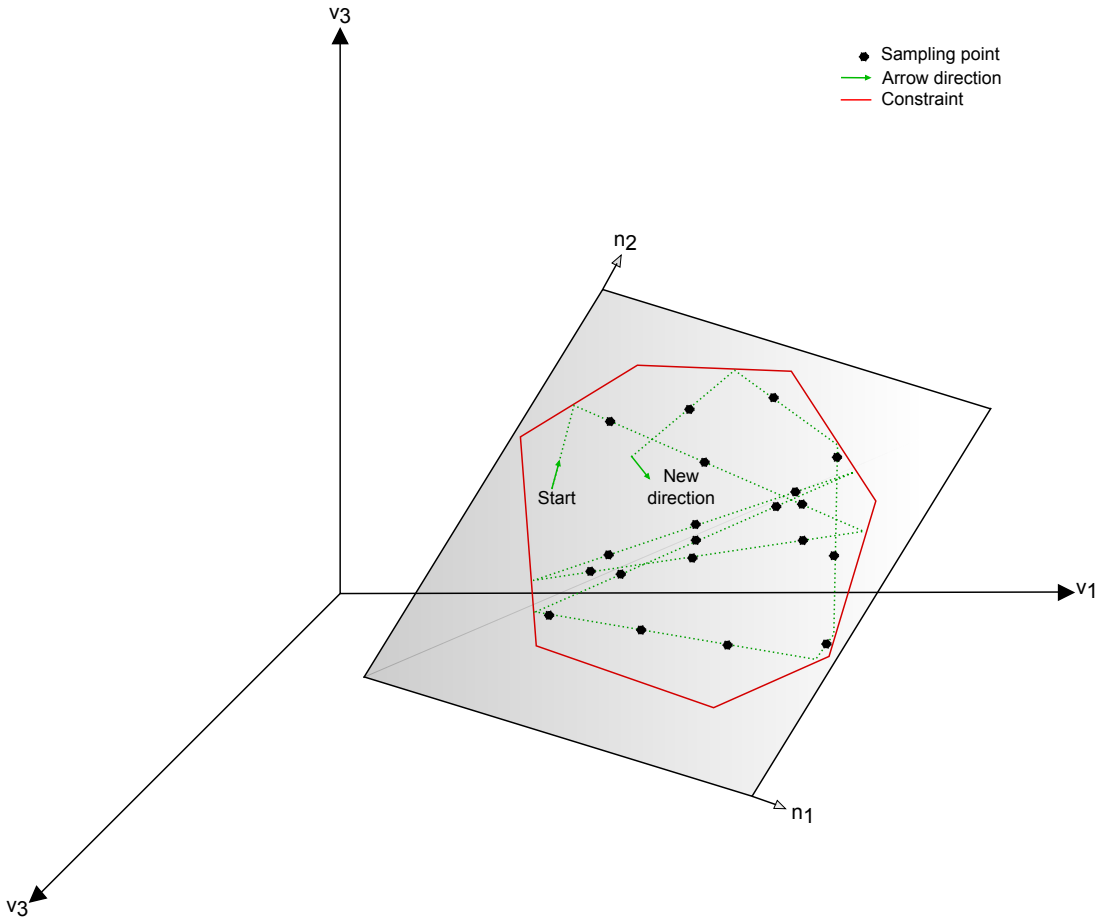 v3
Sampling point
Arrow direction
Constraint
n2
Start
New
direction
v1
n1
v3